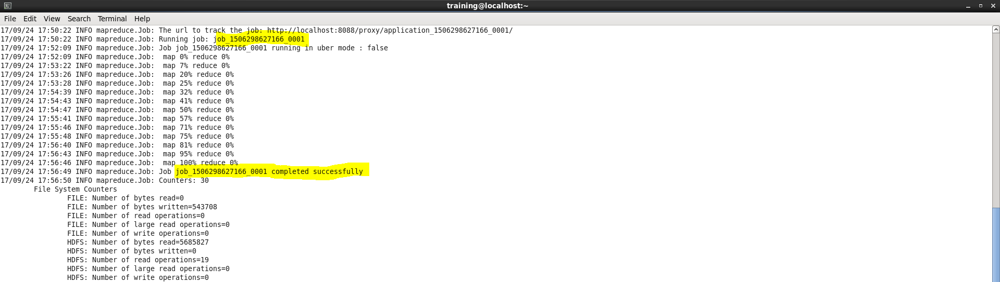 training@localhost:~
File Edit View Search Terminal Help
17/09/24 17:50:22 INFO mapreduce.Job: The url to track the job: http://localhost:8088/proxy/application_1506298627166_0001/
17/09/24 17:50:22 INFO mapreduce.Job: Running job: job_1506298627166_0001
17/09/24 17:52:09 INFO mapreduce.Job: Job job_1506298627166_0001 running in uber mode : false
17/09/24 17:52:09 INFO mapreduce.Job:  map 0% reduce 0%
17/09/24 17:53:22 INFO mapreduce.Job:  map 7% reduce 0%
17/09/24 17:53:26 INFO mapreduce.Job:  map 20% reduce 0%
17/09/24 17:53:28 INFO mapreduce.Job:  map 25% reduce 0%
17/09/24 17:54:39 INFO mapreduce.Job:  map 32% reduce 0%
17/09/24 17:54:43 INFO mapreduce.Job:  map 41% reduce 0%
17/09/24 17:54:47 INFO mapreduce.Job:  map 50% reduce 0%
17/09/24 17:55:41 INFO mapreduce.Job:  map 57% reduce 0%
17/09/24 17:55:46 INFO mapreduce.Job:  map 71% reduce 0%
17/09/24 17:55:48 INFO mapreduce.Job:  map 75% reduce 0%
17/09/24 17:56:40 INFO mapreduce.Job:  map 81% reduce 0%
17/09/24 17:56:43 INFO mapreduce.Job:  map 95% reduce 0%
17/09/24 17:56:46 INFO mapreduce.Job:  map 100% reduce 0%
17/09/24 17:56:49 INFO mapreduce.Job: Job job_1506298627166_0001 completed successfully
17/09/24 17:56:50 INFO mapreduce.Job: Counters: 30
File System Counters
FILE: Number of bytes read=0
FILE: Number of bytes written=543708
FILE: Number of read operations=0
FILE: Number of large read operations=0
FILE: Number of write operations=0
HDFS: Number of bytes read=5685827
HDFS: Number of bytes written=0
HDFS: Number of read operations=19
HDFS: Number of large read operations=0
HDFS: Number of write operations=0